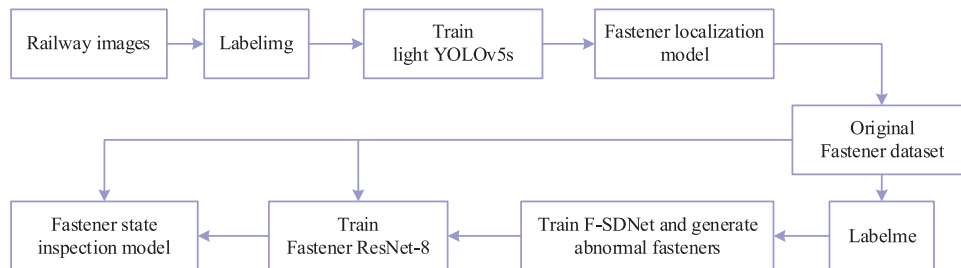 Railway images
Labelimg
Train
light YOLOv5s
Fastener localization
model
Original
Fastener dataset
Fastener state
inspection model
Train
Fastener ResNet-8
Train F-SDNet and generate
abnormal fasteners
Labelme